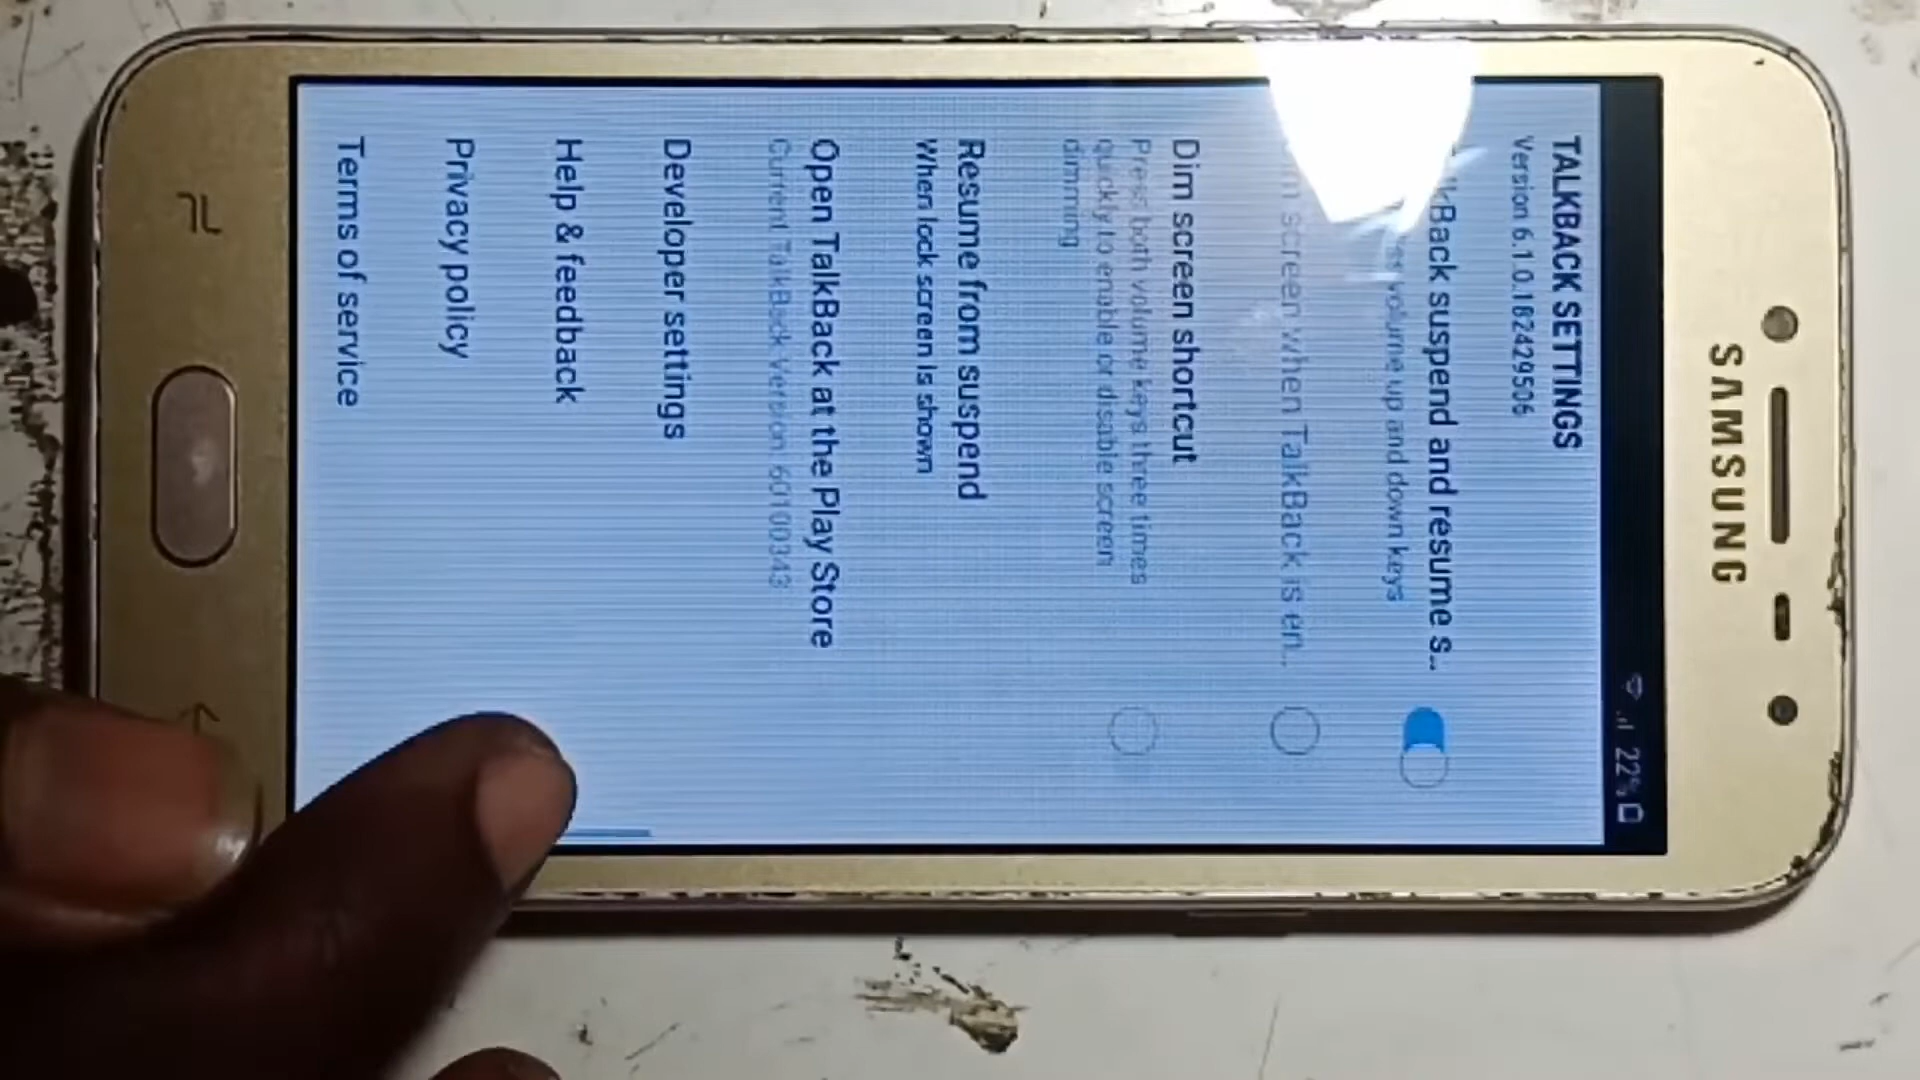 SAMSUNG
22%
TALKBACK SETTINGS
Version 6.1.0.182429506
Back suspend and resume s..
volume up and down keys
screen when TalkBack is en..
Dim screen shortcut
Press both volume keys three times
quickly to enable or disable screen
dimming
Resume from suspend
When lock screen is shown
Open TalkBack at the Play Store
Current TalkBack Version 60100343
Developer settings
Help & feedback
Privacy policy
Terms of service